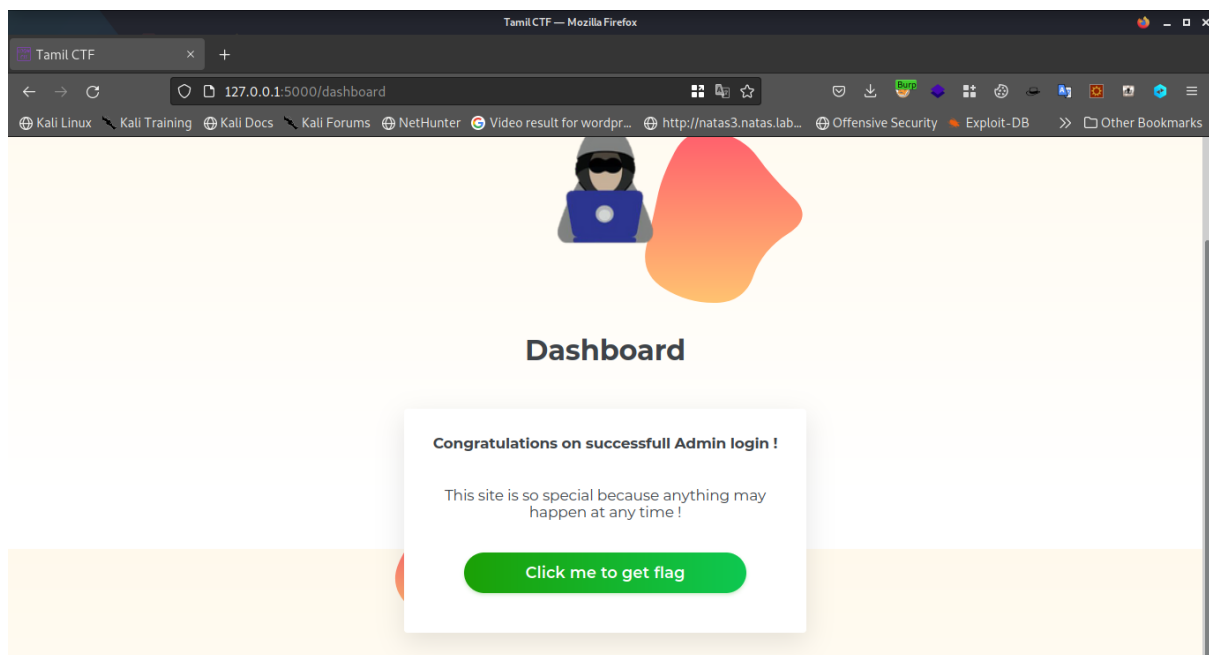 Tamil CTF — Mozilla Firefox
Tamil CTF
127.0.0.1:5000/dashboard
Burp
Kali Linux Kali Training Kali Docs Kali Forums NetHunter Video result for wordpr... http://natas3.natas.lab... Offensive Security Exploit-DB Other Bookmarks
Dashboard
Congratulations on successfull Admin login !
This site is so special because anything may
happen at any time !
Click me to get flag